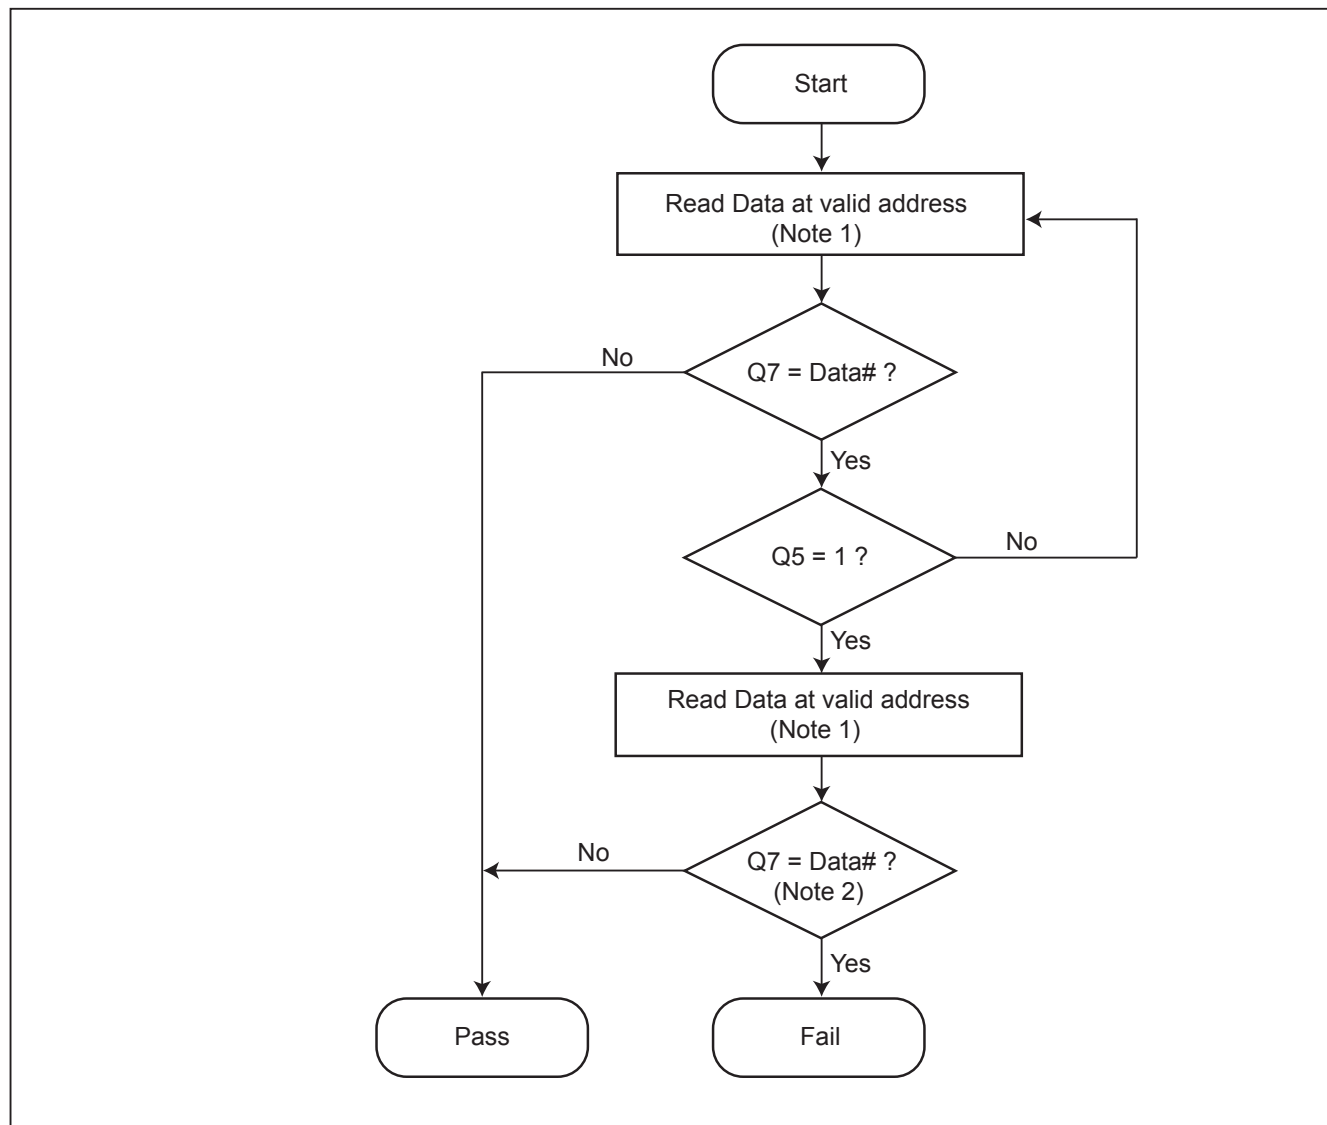 Start
Read Data at valid address
(Note 1)
No
Q7 = Data# ?
Yes
Q5 = 1 ?
No
Yes
Read Data at valid address
(Note 1)
No
Q7 = Data# ?
(Note 2)
Yes
Pass
Fail